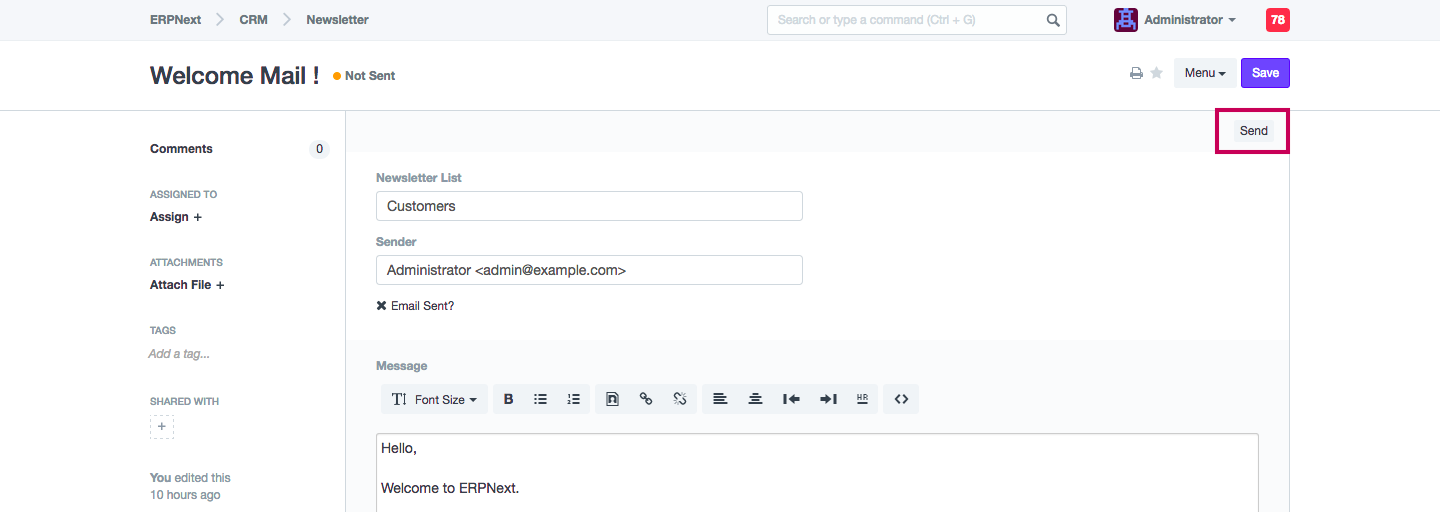 ERPNext CRM Newsletter Search or type a command (Ctrl + G) Administrator 78
Welcome Mail ! Not Sent Menu Save
Send
Comments 0
ASSIGNED TO
Assign +
ATTACHMENTS
Attach File +
TAGS
Add a tag...
SHARED WITH
+
You edited this
10 hours ago
Newsletter List
Customers
Sender
Administrator <admin@example.com>
Email Sent?
Message
Font Size B HR <>
Hello,
Welcome to ERPNext.